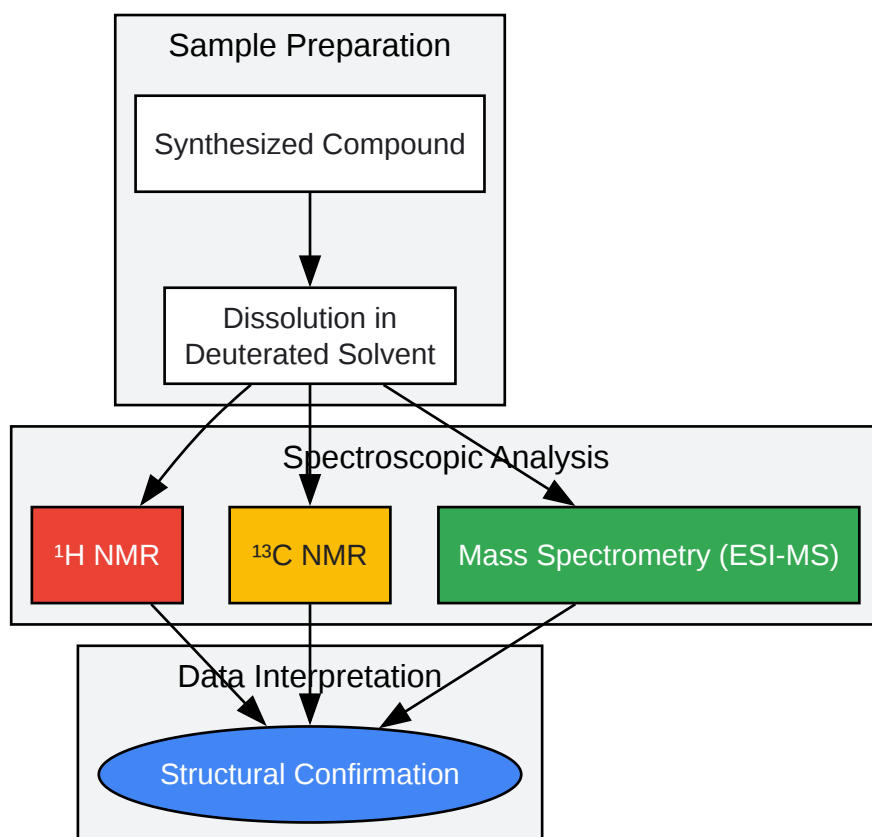 Sample Preparation
Synthesized Compound
Dissolution in
Deuterated Solvent
Spectroscopic Analysis
¹H NMR
¹³C NMR
Mass Spectrometry (ESI-MS)
Data Interpretation
Structural Confirmation